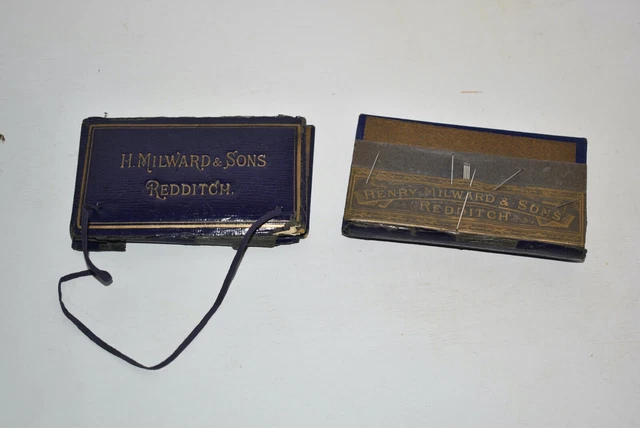 H. MILWARD & SONS
REDDITCH.
HENRY MILWARD & SONS
REDDITCH